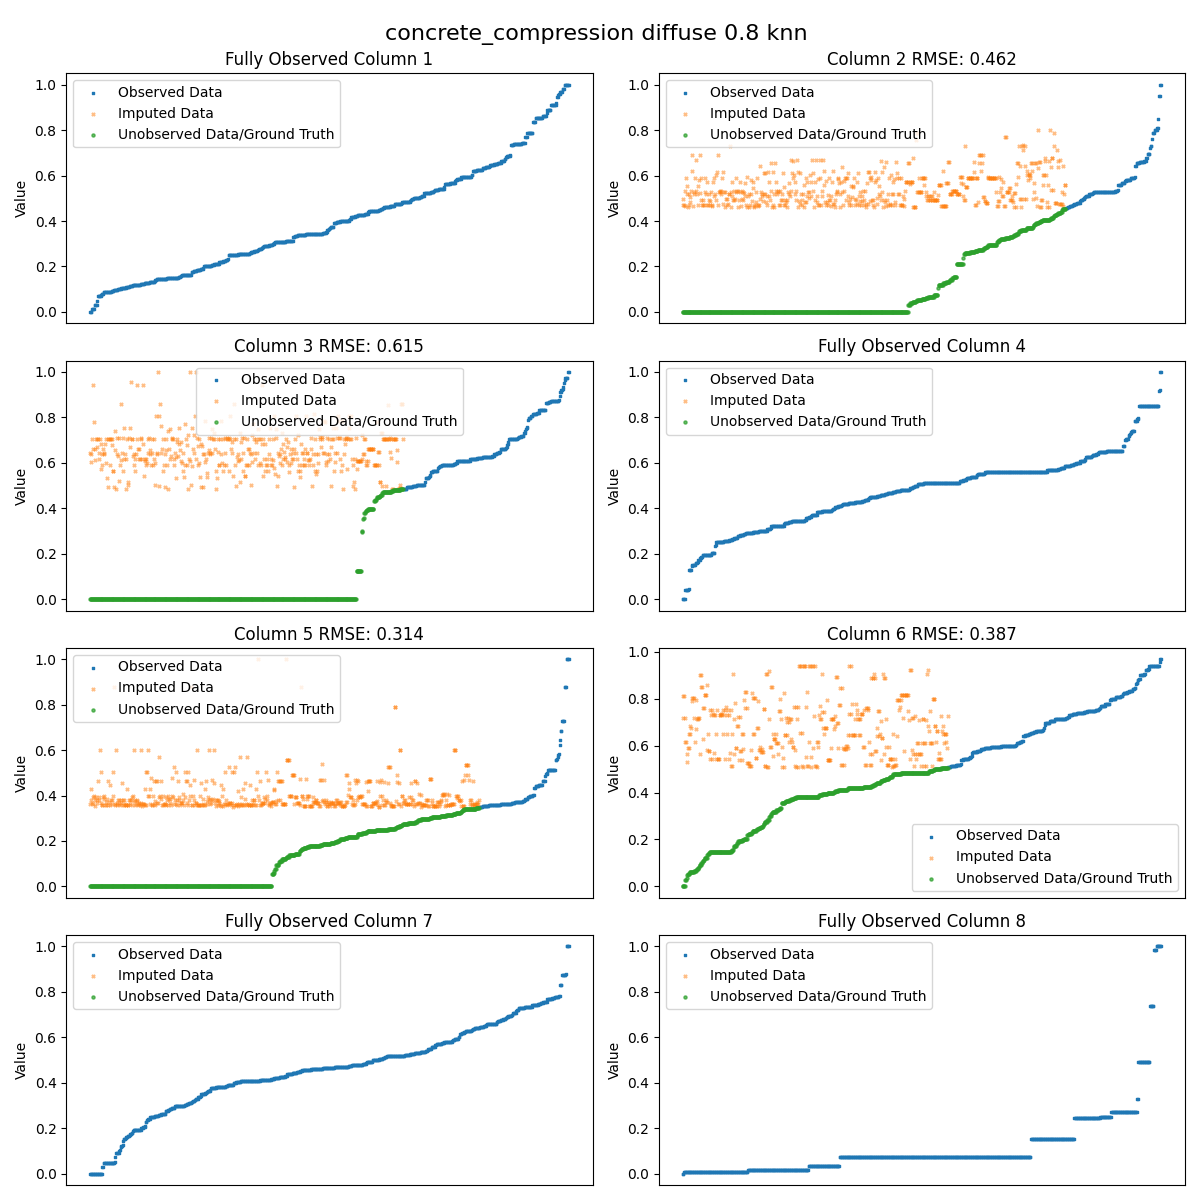 concrete_compression diffuse 0.8 knn
Fully Observed Column 1
Value
1.0
0.8
0.6
0.4
0.2
0.0
Observed Data
Imputed Data
Unobserved Data/Ground Truth
Column 2 RMSE: 0.462
Value
1.0
0.8
0.6
0.4
0.2
0.0
Observed Data
Imputed Data
Unobserved Data/Ground Truth
Column 3 RMSE: 0.615
Value
1.0
0.8
0.6
0.4
0.2
0.0
Observed Data
Imputed Data
Unobserved Data/Ground Truth
Fully Observed Column 4
Value
1.0
0.8
0.6
0.4
0.2
0.0
Observed Data
Imputed Data
Unobserved Data/Ground Truth
Column 5 RMSE: 0.314
Value
1.0
0.8
0.6
0.4
0.2
0.0
Observed Data
Imputed Data
Unobserved Data/Ground Truth
Column 6 RMSE: 0.387
Value
1.0
0.8
0.6
0.4
0.2
0.0
Observed Data
Imputed Data
Unobserved Data/Ground Truth
Fully Observed Column 7
Value
1.0
0.8
0.6
0.4
0.2
0.0
Observed Data
Imputed Data
Unobserved Data/Ground Truth
Fully Observed Column 8
Value
1.0
0.8
0.6
0.4
0.2
0.0
Observed Data
Imputed Data
Unobserved Data/Ground Truth